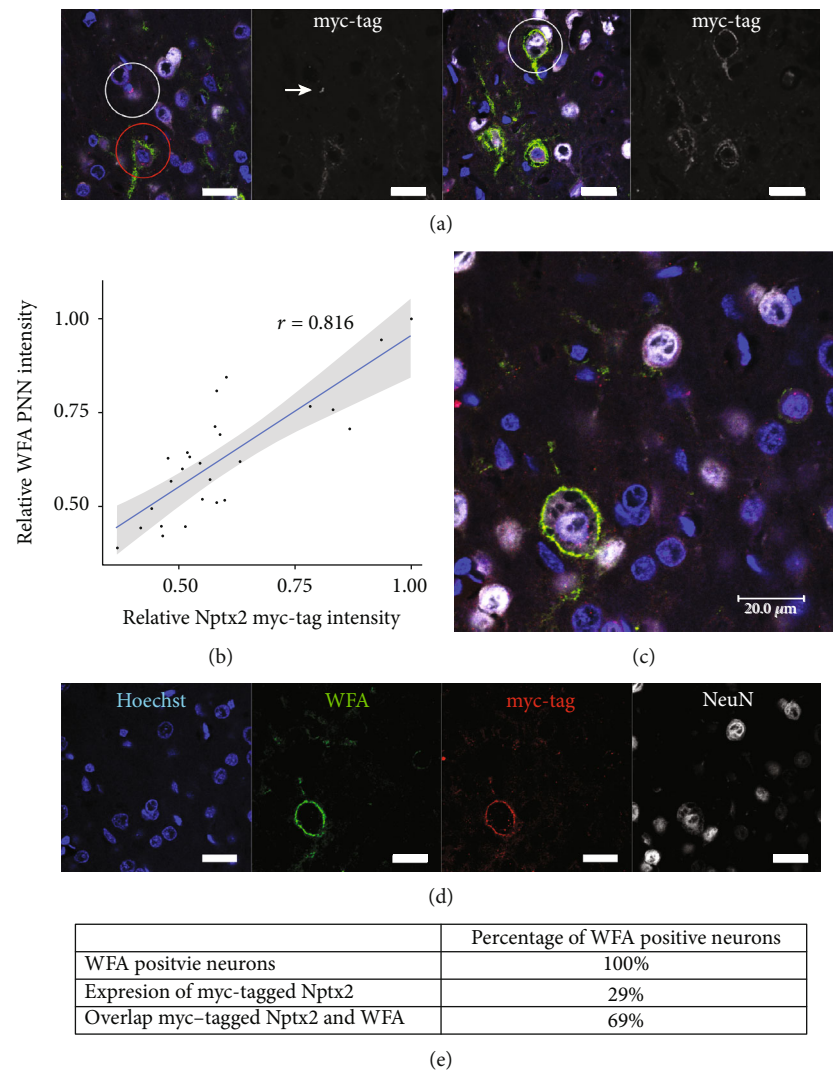 myc-tag
myc-tag
(a)
Relative WFA PNN intensity
1.00
0.75
0.50
r = 0.816
0.50
0.75
1.00
Relative Nptx2 myc-tag intensity
(b)
20.0 μm
(c)
Hoechst
WFA
myc-tag
NeuN
(d)
Percentage of WFA positive neurons
WFA positvie neurons 100%
Expresion of myc-tagged Nptx2 29%
Overlap myc–tagged Nptx2 and WFA 69%
(e)